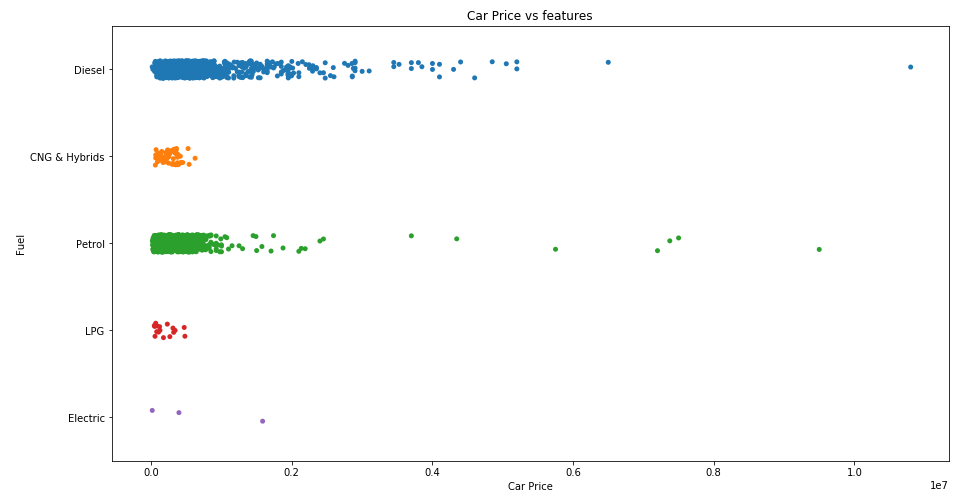 Car Price vs features
Diesel
CNG & Hybrids
Petrol
LPG
Electric
Fuel
0.0 0.2 0.4 0.6 0.8 1.0
1e7
Car Price